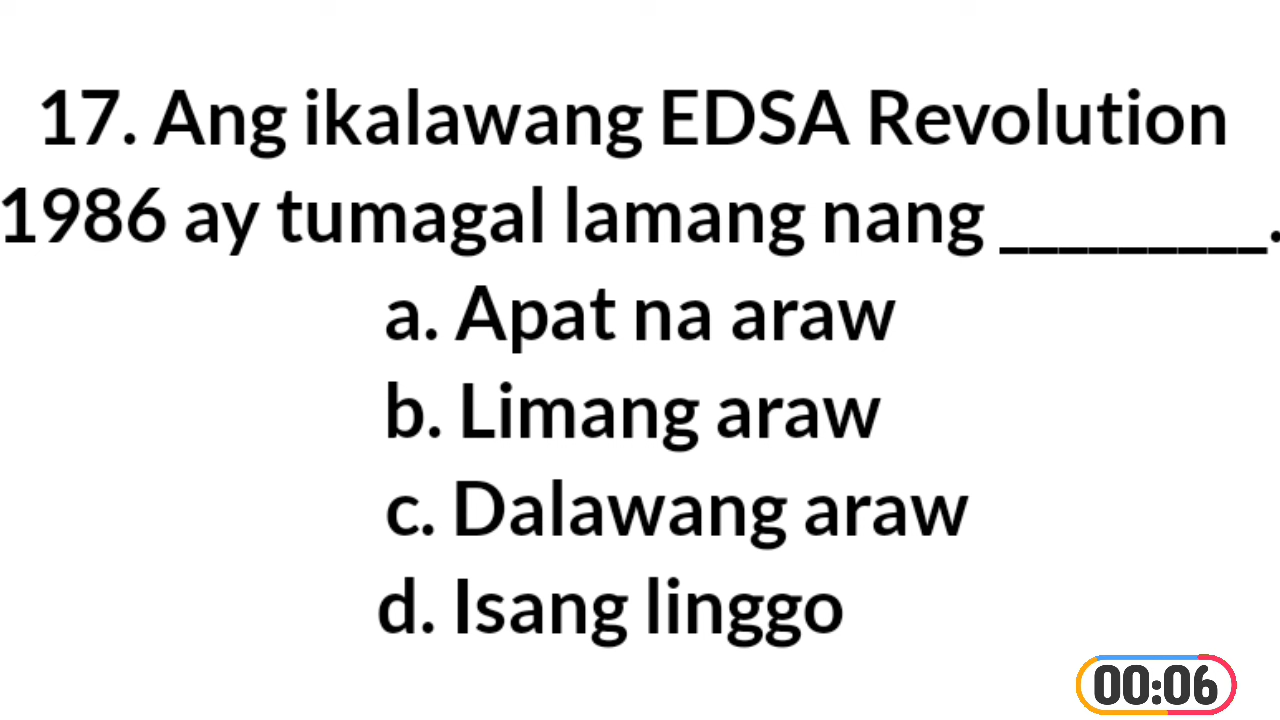 17. Ang ikalawang EDSA Revolution
1986 ay tumagal lamang nang _________.
a. Apat na araw
b. Limang araw
c. Dalawang araw
d. Isang linggo
00:06